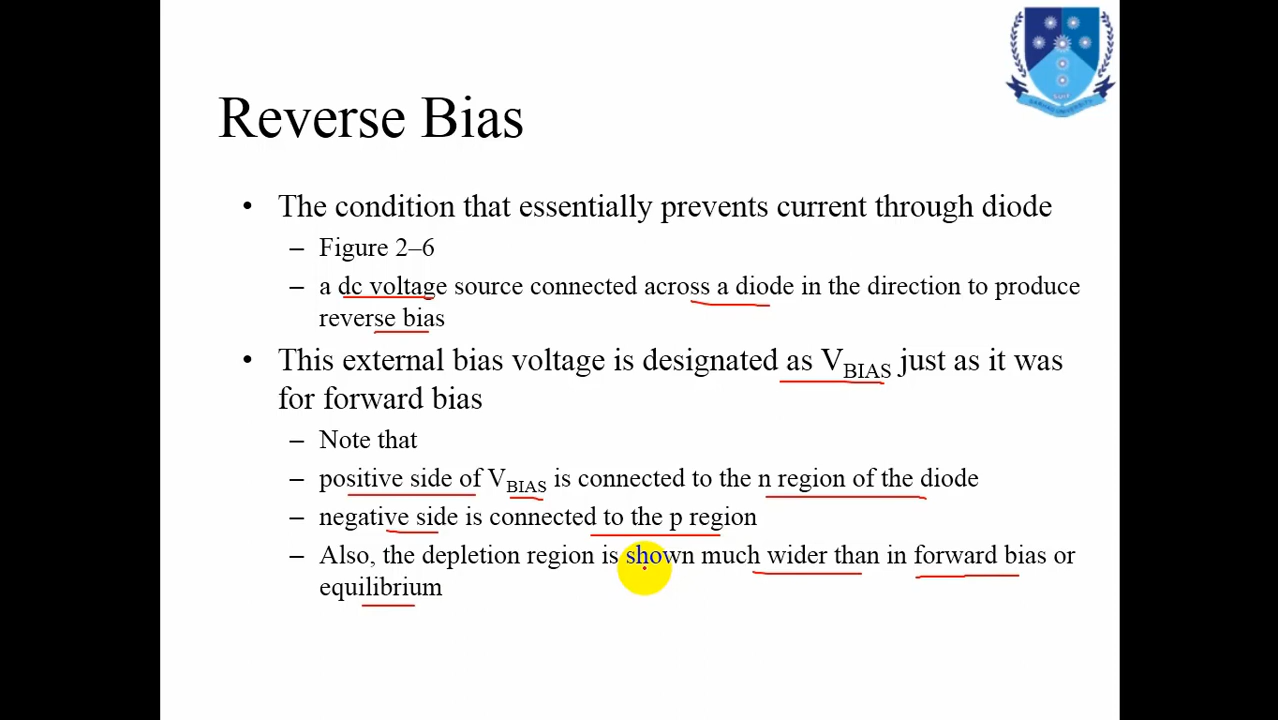 Reverse Bias
• The condition that essentially prevents current through diode
– Figure 2–6
– a dc voltage source connected across a diode in the direction to produce
reverse bias
• This external bias voltage is designated as VBIAS just as it was
for forward bias
– Note that
– positive side of VBIAS is connected to the n region of the diode
– negative side is connected to the p region
– Also, the depletion region is shown much wider than in forward bias or
equilibrium